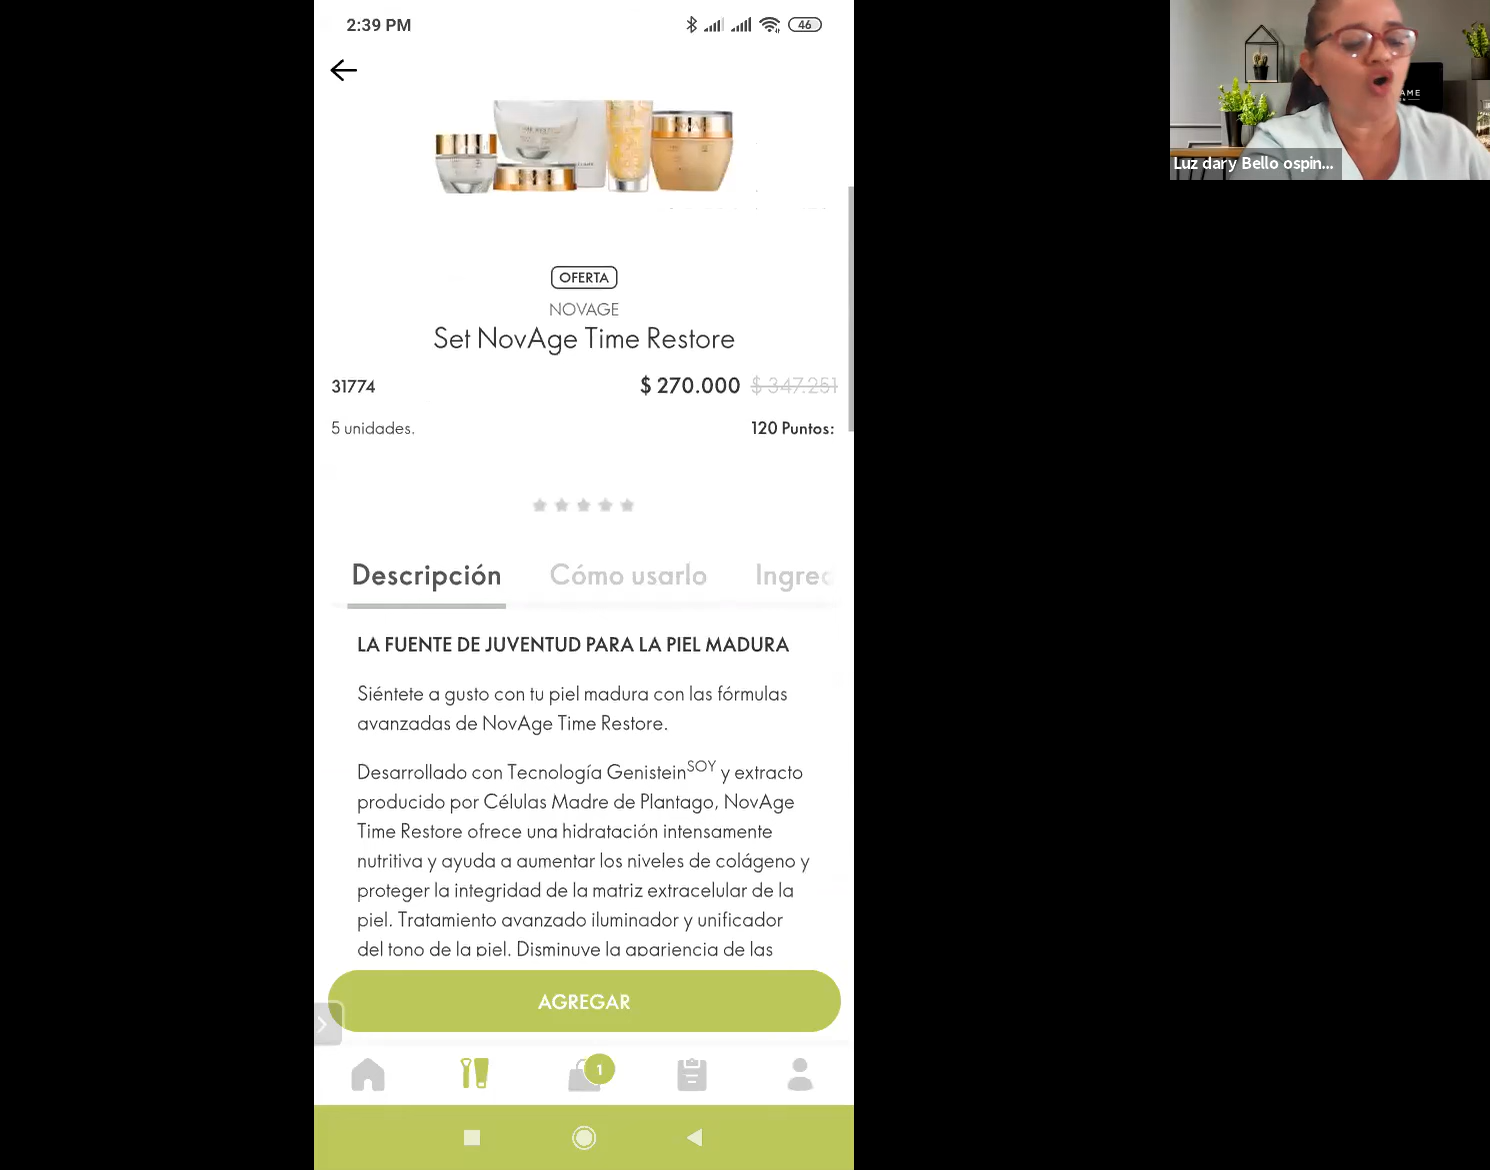 2:39 PM
46
OFERTA
NOVAGE
Set NovAge Time Restore
31774
$ 270.000 $ 347.251
5 unidades.
120 Puntos:
Descripción Cómo usarlo Ingred
LA FUENTE DE JUVENTUD PARA LA PIEL MADURA
Siéntete a gusto con tu piel madura con las fórmulas
avanzadas de NovAge Time Restore.
Desarrollado con Tecnología GenisteinSOY y extracto
producido por Células Madre de Plantago, NovAge
Time Restore ofrece una hidratación intensamente
nutritiva y ayuda a aumentar los niveles de colágeno y
proteger la integridad de la matriz extracelular de la
piel. Tratamiento avanzado iluminador y unificador
del tono de la piel. Disminuye la apariencia de las
AGREGAR
1
Luz dary Bello ospin...